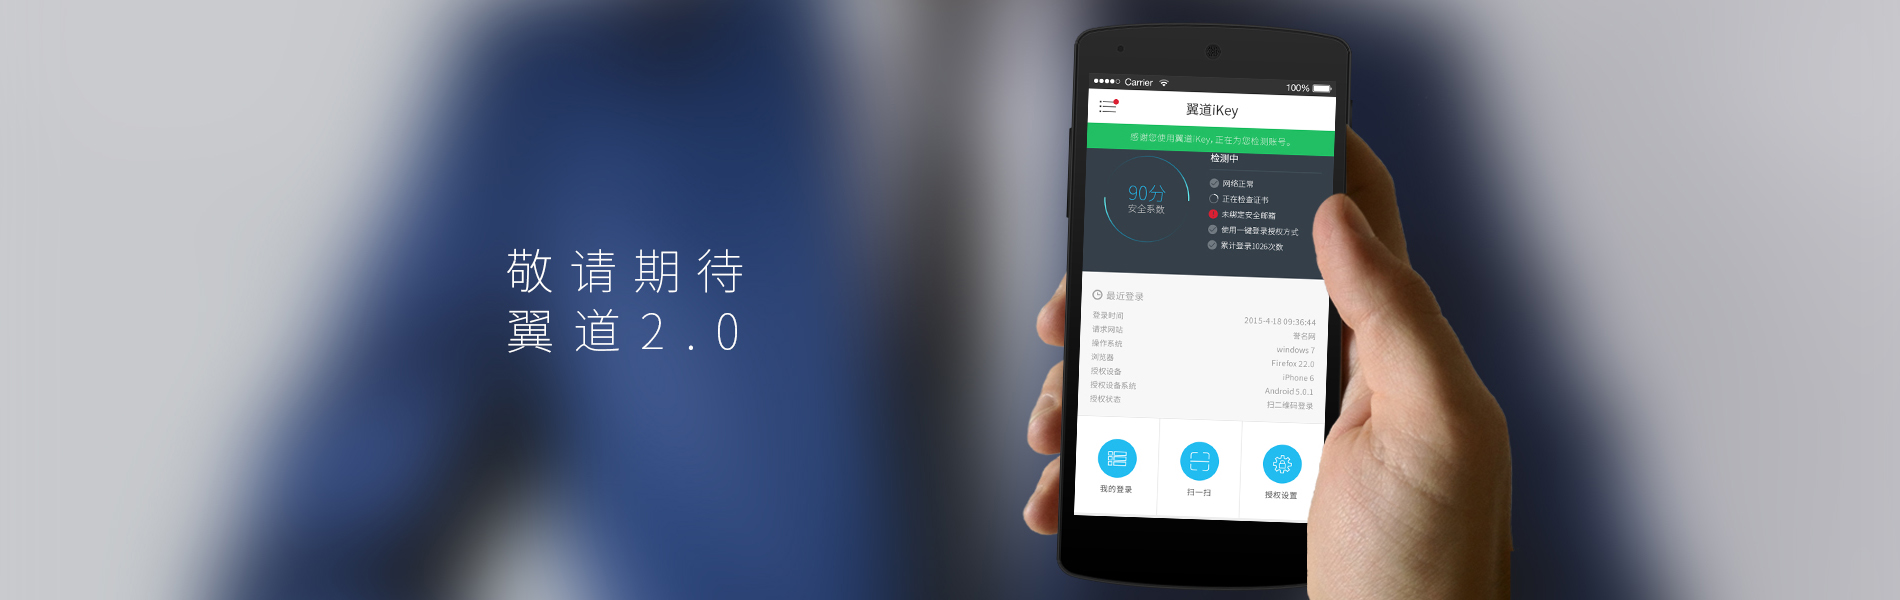 敬请期待
翼道2.0
Carrier 100%
翼道iKey
感谢您使用翼道iKey，正在为您检测账号。
检测中
90分
安全系数
网络正常
正在检查证书
未绑定安全邮箱
使用一键登录授权方式
累计登录1026次数
最近登录
登录时间 2015-4-18 09:36:44
请求网站 誉名网
操作系统 windows 7
浏览器 Firefox 22.0
授权设备 iPhone 6
授权设备系统 Android 5.0.1
授权状态 扫二维码登录
我的登录 扫一扫 授权设置